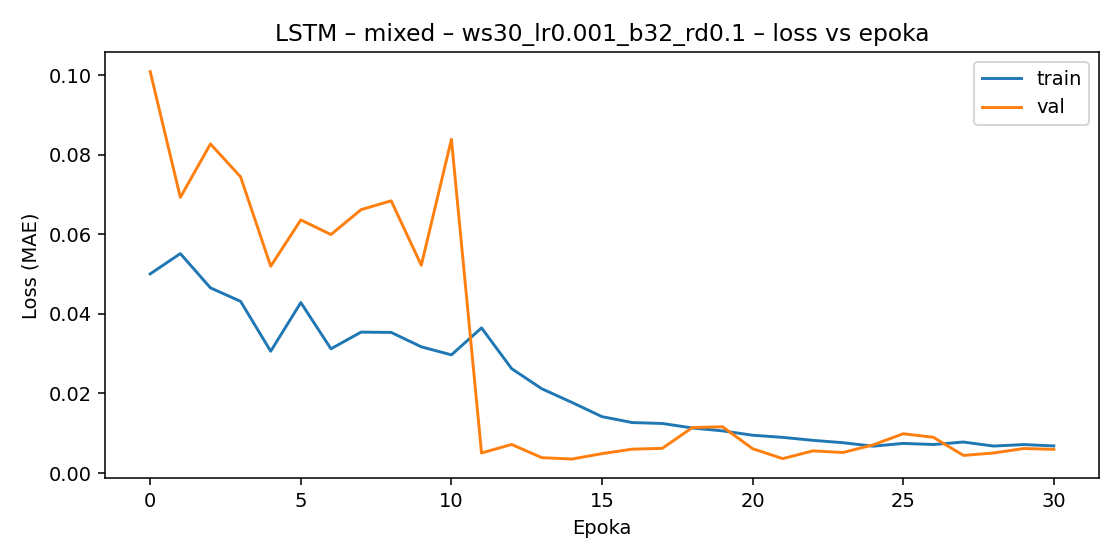 LSTM – mixed – ws30_lr0.001_b32_rd0.1 – loss vs epoka
train
val
Loss (MAE)
0.10
0.08
0.06
0.04
0.02
0.00
0 5 10 15 20 25 30
Epoka